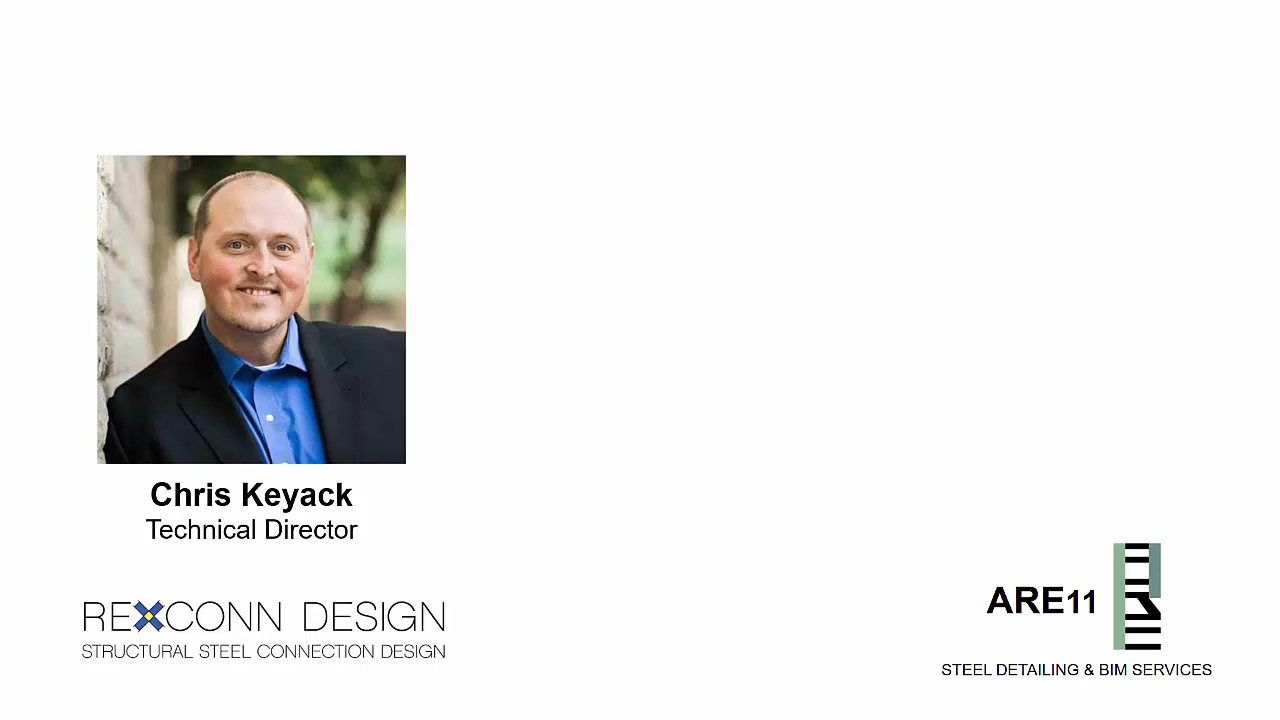 Chris Keyack
Technical Director
REXCONN DESIGN
STRUCTURAL STEEL CONNECTION DESIGN
ARE11
STEEL DETAILING & BIM SERVICES